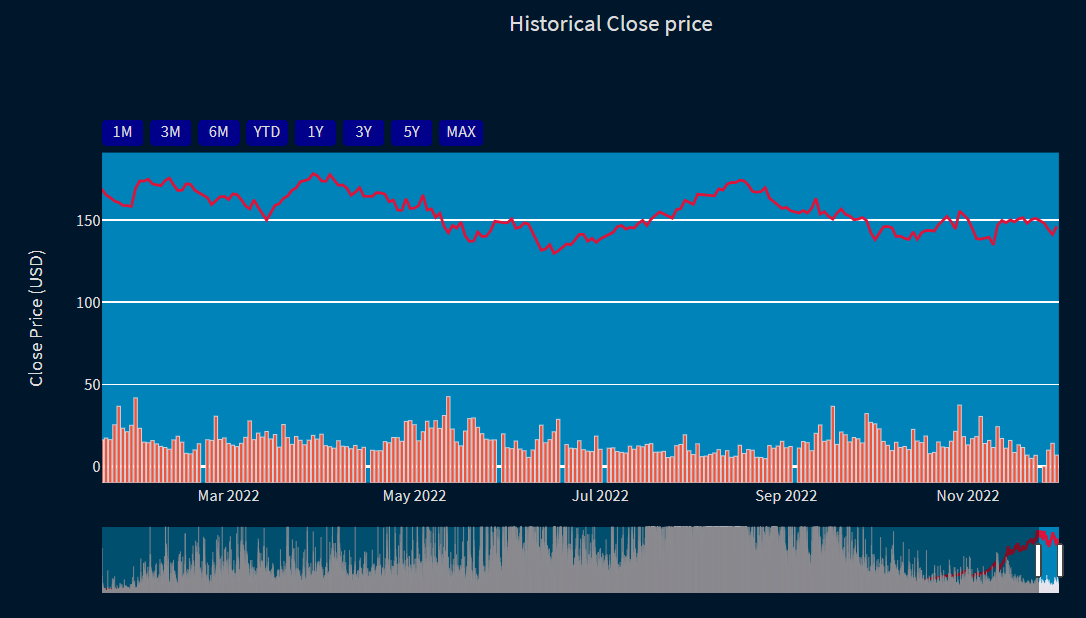 Historical Close price
1M 3M 6M YTD 1Y 3Y 5Y MAX
Close Price (USD)
150
100
50
0
Mar 2022 May 2022 Jul 2022 Sep 2022 Nov 2022